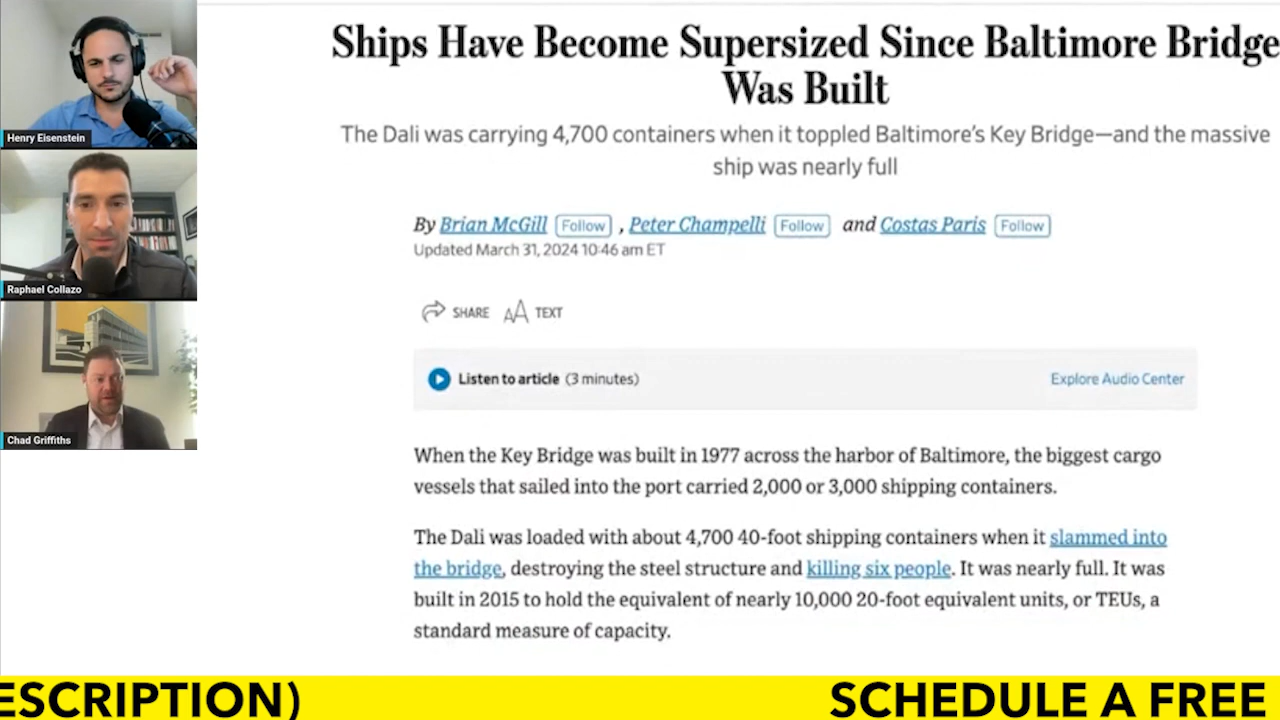 Henry Eisenstein
Raphael Collazo
Chad Griffiths
Ships Have Become Supersized Since Baltimore Bridge
Was Built
The Dali was carrying 4,700 containers when it toppled Baltimore’s Key Bridge—and the massive
ship was nearly full
By Brian McGill Follow , Peter Champelli Follow and Costas Paris Follow
Updated March 31, 2024 10:46 am ET
SHARE AA TEXT
Listen to article (3 minutes) Explore Audio Center
When the Key Bridge was built in 1977 across the harbor of Baltimore, the biggest cargo
vessels that sailed into the port carried 2,000 or 3,000 shipping containers.
The Dali was loaded with about 4,700 40-foot shipping containers when it slammed into
the bridge, destroying the steel structure and killing six people. It was nearly full. It was
built in 2015 to hold the equivalent of nearly 10,000 20-foot equivalent units, or TEUs, a
standard measure of capacity.
ESCRIPTION) SCHEDULE A FREE